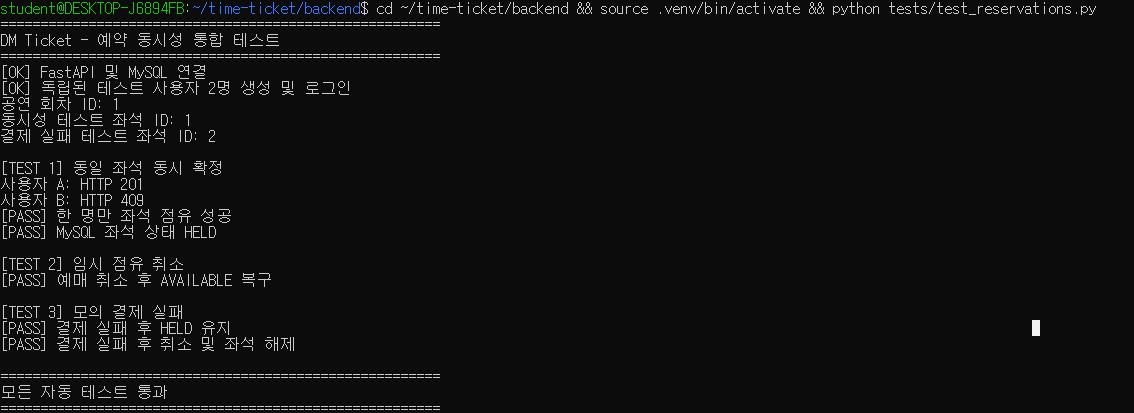 student@DESKTOP-J6894FB:~/time-ticket/backend$ cd ~/time-ticket/backend && source .venv/bin/activate && python tests/test_reservations.py
=======================================================
DM Ticket - 예약 동시성 통합 테스트
=======================================================
[OK] FastAPI 및 MySQL 연결
[OK] 독립된 테스트 사용자 2명 생성 및 로그인
공연 회차 ID: 1
동시성 테스트 좌석 ID: 1
결제 실패 테스트 좌석 ID: 2
[TEST 1] 동일 좌석 동시 확정
사용자 A: HTTP 201
사용자 B: HTTP 409
[PASS] 한 명만 좌석 점유 성공
[PASS] MySQL 좌석 상태 HELD
[TEST 2] 임시 점유 취소
[PASS] 예매 취소 후 AVAILABLE 복구
[TEST 3] 모의 결제 실패
[PASS] 결제 실패 후 HELD 유지
[PASS] 결제 실패 후 취소 및 좌석 해제
=======================================================
모든 자동 테스트 통과
=======================================================